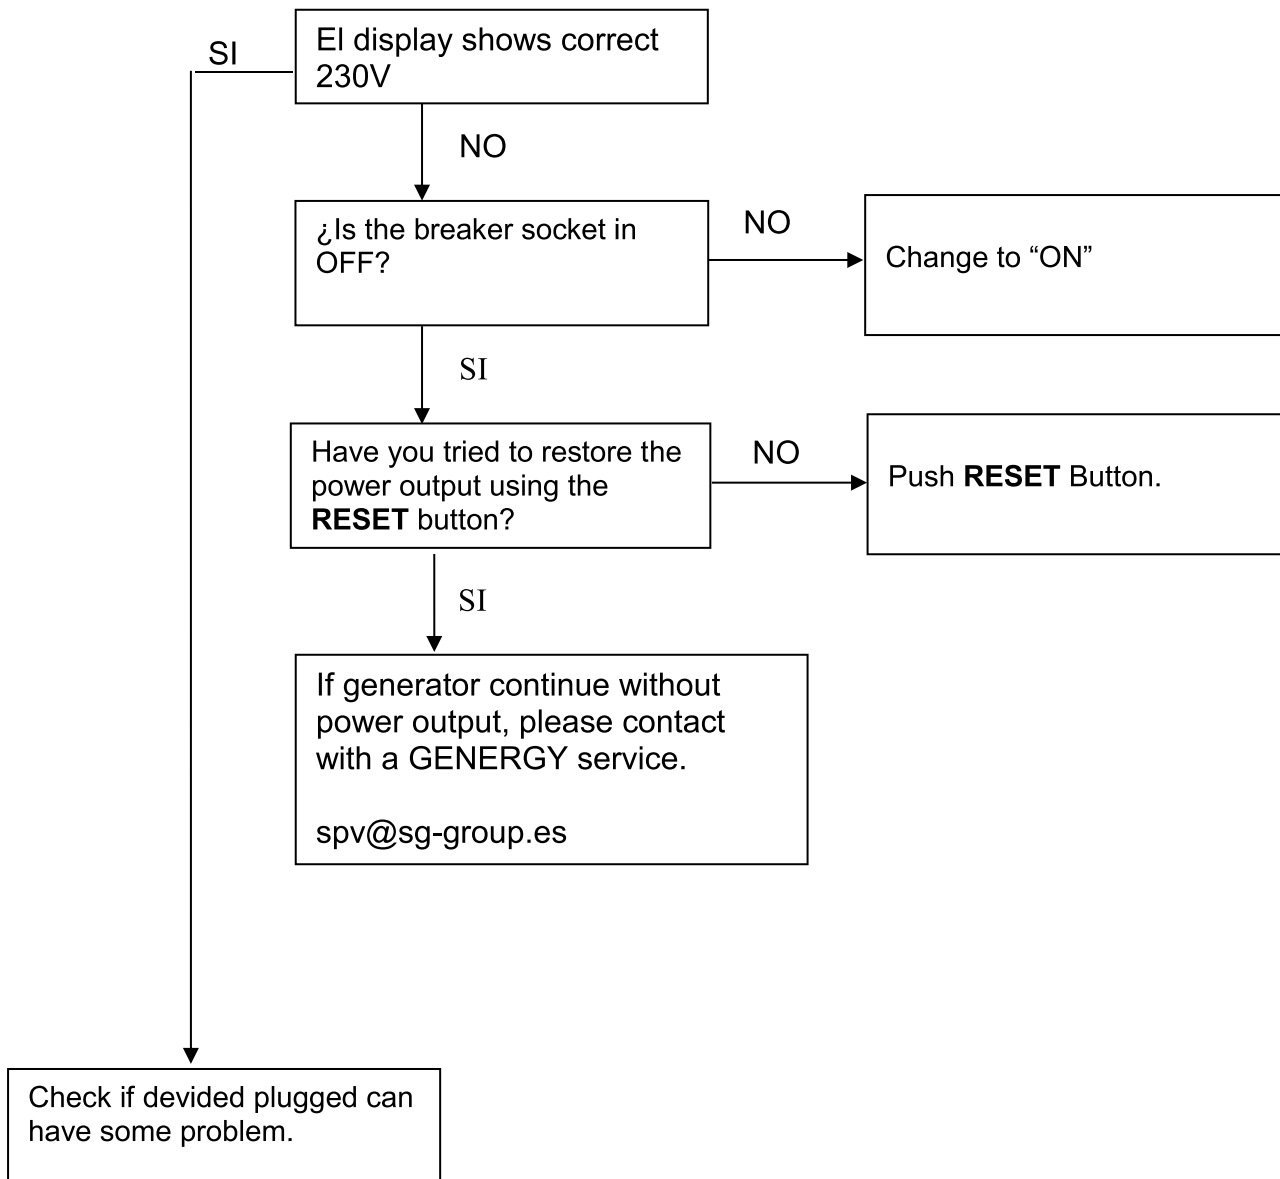 SI
El display shows correct
230V
NO
¿Is the breaker socket in
OFF?
NO
Change to “ON”
SI
Have you tried to restore the
power output using the
RESET button?
NO
Push RESET Button.
SI
If generator continue without
power output, please contact
with a GENERGY service.
spv@sg-group.es
Check if devided plugged can
have some problem.